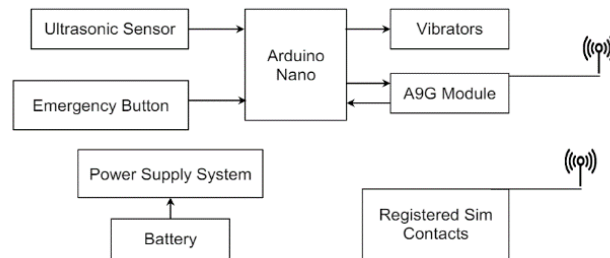 Ultrasonic Sensor
Arduino
Nano
Vibrators
Emergency Button
A9G Module
Power Supply System
Battery
Registered Sim
Contacts